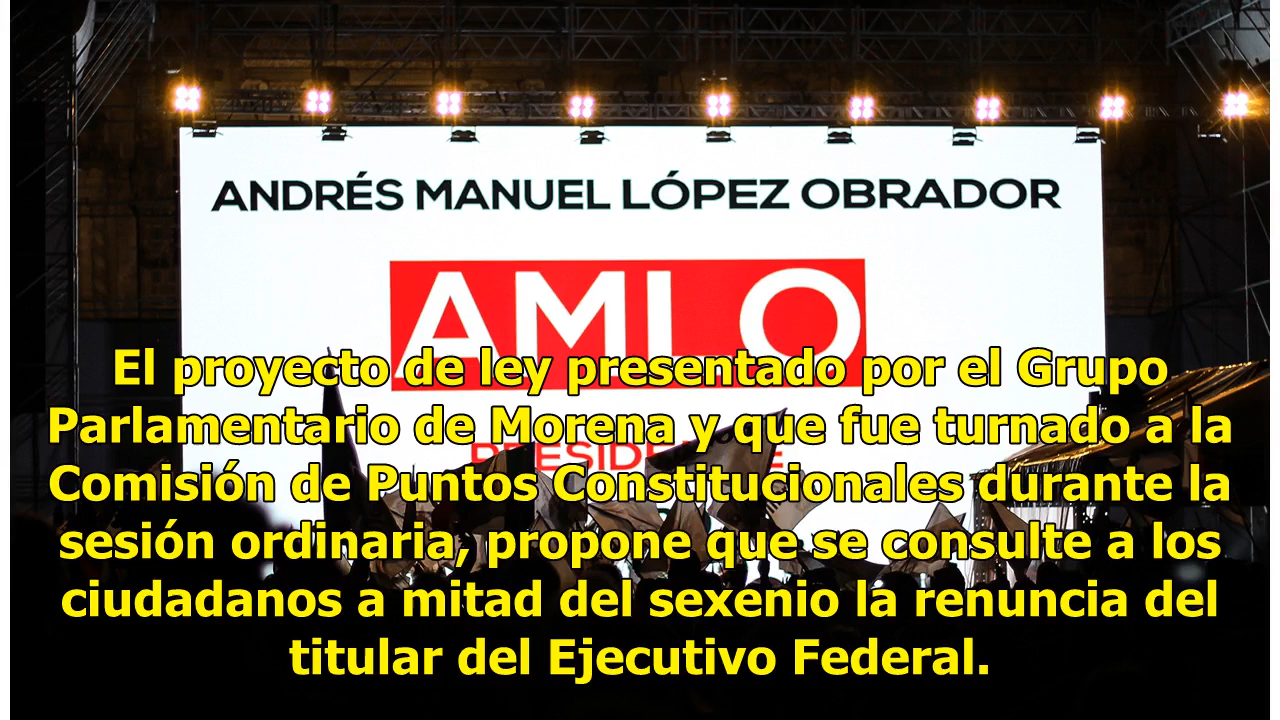 ANDRÉS MANUEL LÓPEZ OBRADOR
AMLO
El proyecto de ley presentado por el Grupo
Parlamentario de Morena y que fue turnado a la
Comisión de Puntos Constitucionales durante la
sesión ordinaria, propone que se consulte a los
ciudadanos a mitad del sexenio la renuncia del
titular del Ejecutivo Federal.